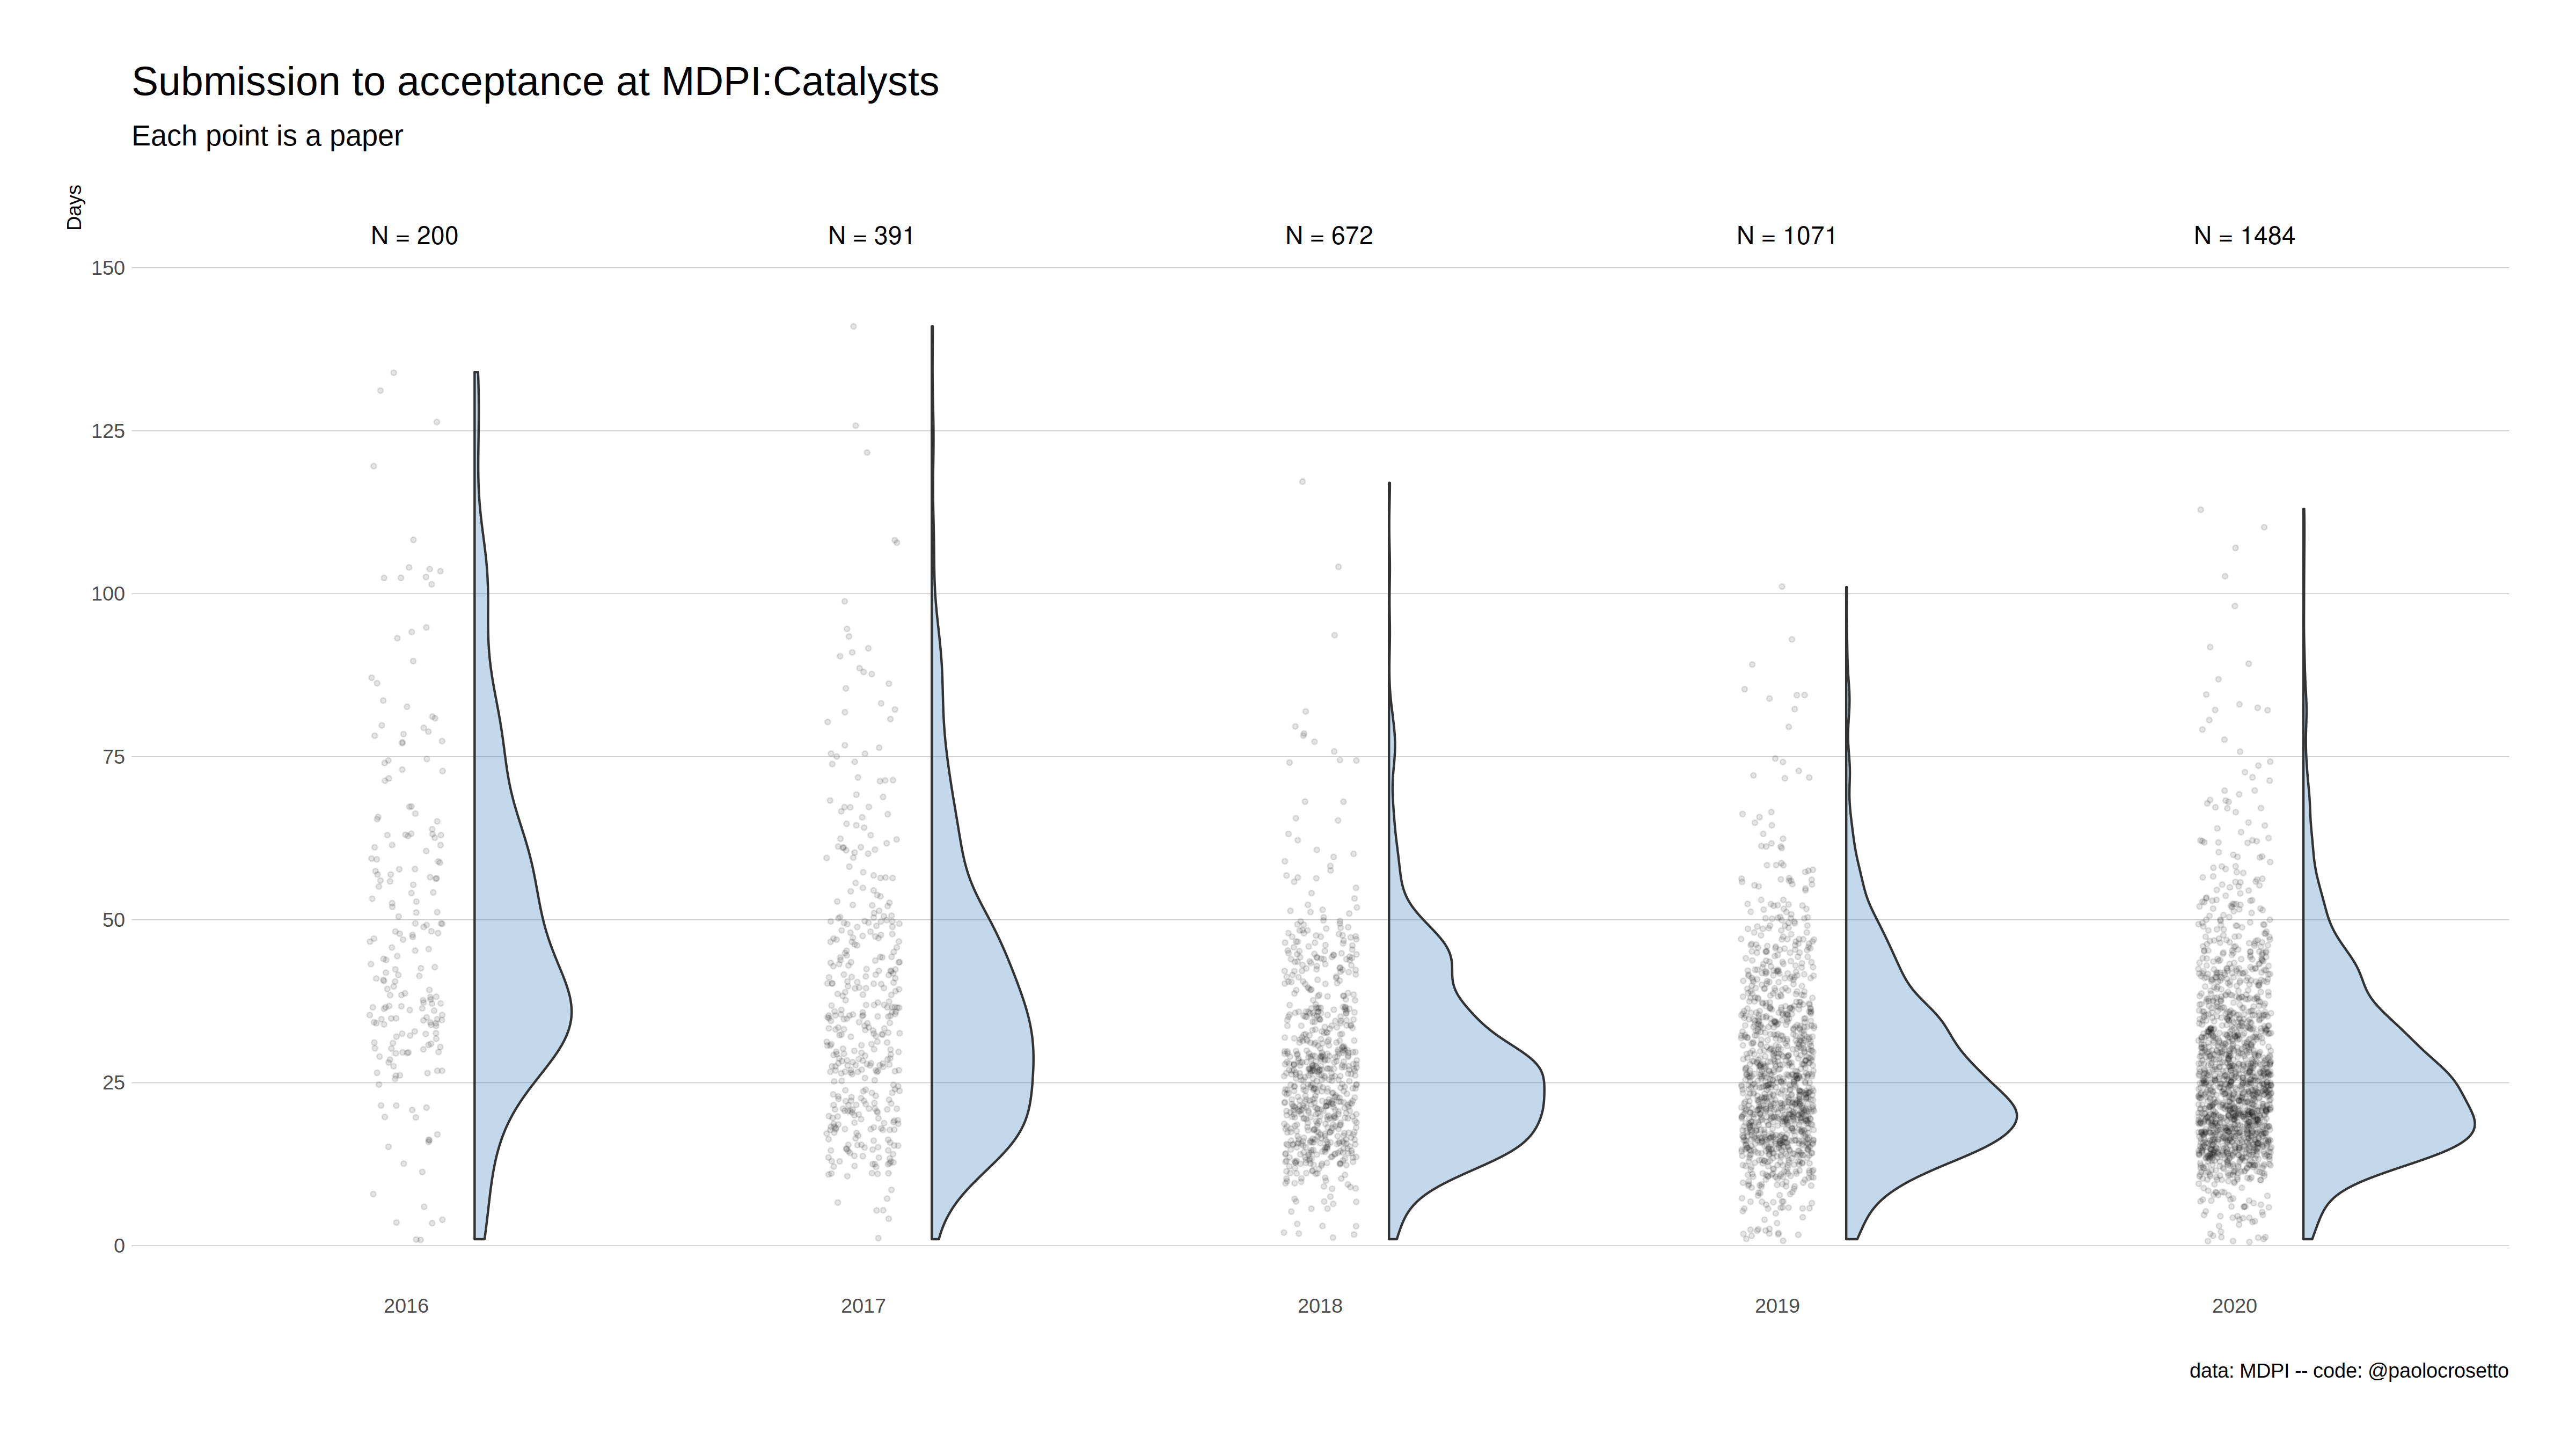 Submission to acceptance at MDPI:Catalysts
Each point is a paper
Days
N = 200
N = 391
N = 672
N = 1071
N = 1484
150
125
100
75
50
25
0
2016
2017
2018
2019
2020
data: MDPI -- code: @paolocrosetto